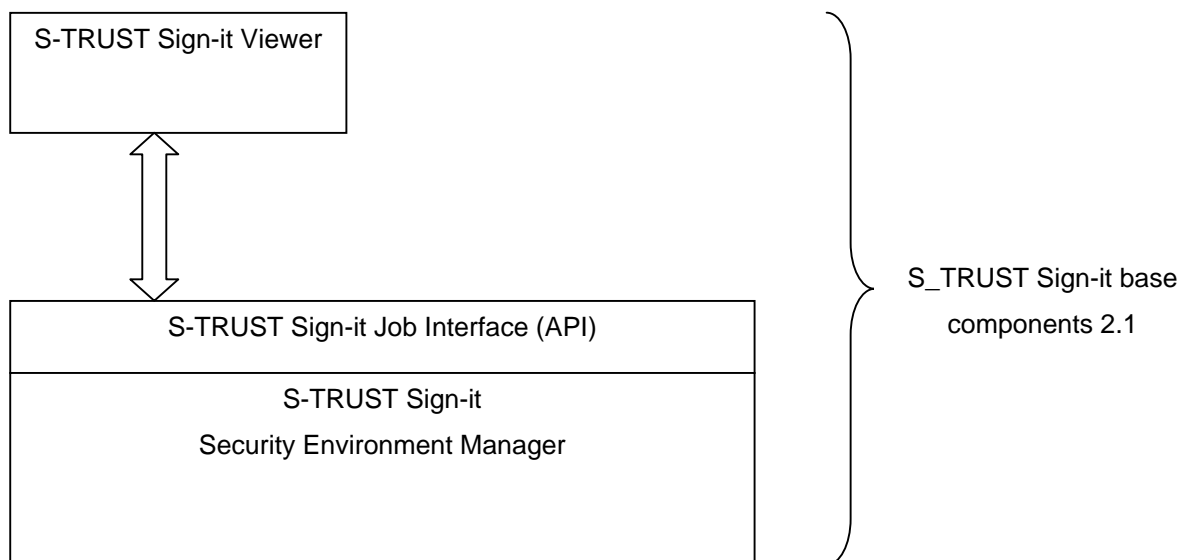 S-TRUST Sign-it Viewer
S-TRUST Sign-it Job Interface (API)
S-TRUST Sign-it
Security Environment Manager
S_TRUST Sign-it base
components 2.1